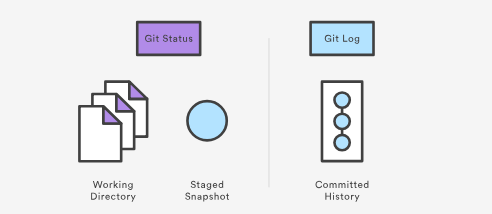 Git Status
Git Log
Working
Directory
Staged
Snapshot
Committed
History